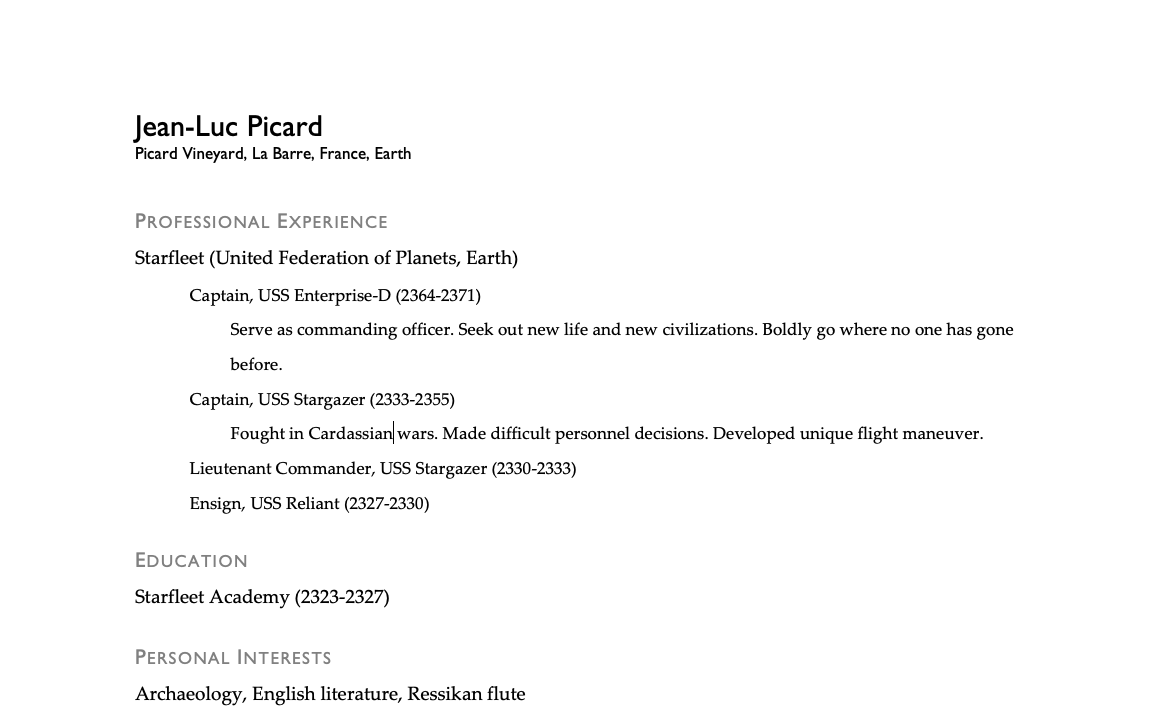 Jean-Luc Picard
Picard Vineyard, La Barre, France, Earth
Professional Experience
Starfleet (United Federation of Planets, Earth)
Captain, USS Enterprise-D (2364-2371)
Serve as commanding officer. Seek out new life and new civilizations. Boldly go where no one has gone
before.
Captain, USS Stargazer (2333-2355)
Fought in Cardassian wars. Made difficult personnel decisions. Developed unique flight maneuver.
Lieutenant Commander, USS Stargazer (2330-2333)
Ensign, USS Reliant (2327-2330)
Education
Starfleet Academy (2323-2327)
Personal Interests
Archaeology, English literature, Ressikan flute